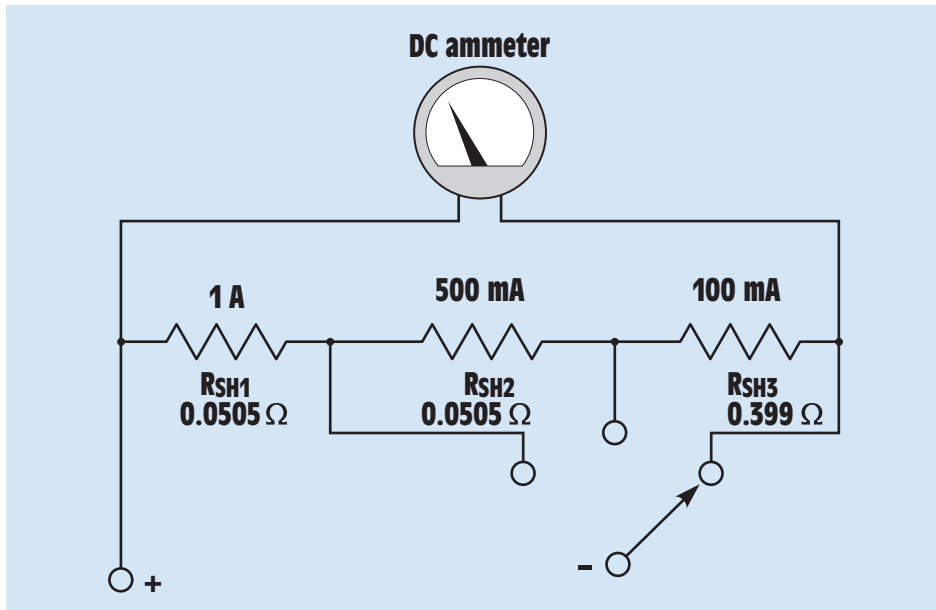 DC ammeter
1 A
500 mA
100 mA
RSH1
0.0505 Ω
RSH2
0.0505 Ω
RSH3
0.399 Ω
-
+